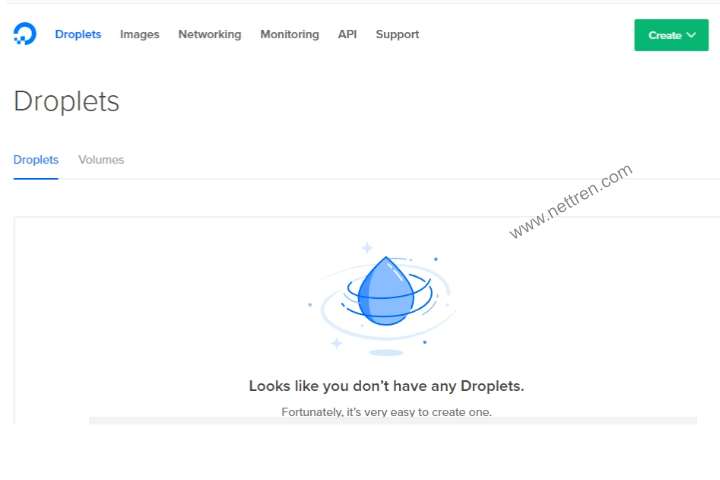 Droplets Images Networking Monitoring API Support Create
Droplets
Droplets Volumes
www.nettren.com
Looks like you don't have any Droplets.
Fortunately, it's very easy to create one.